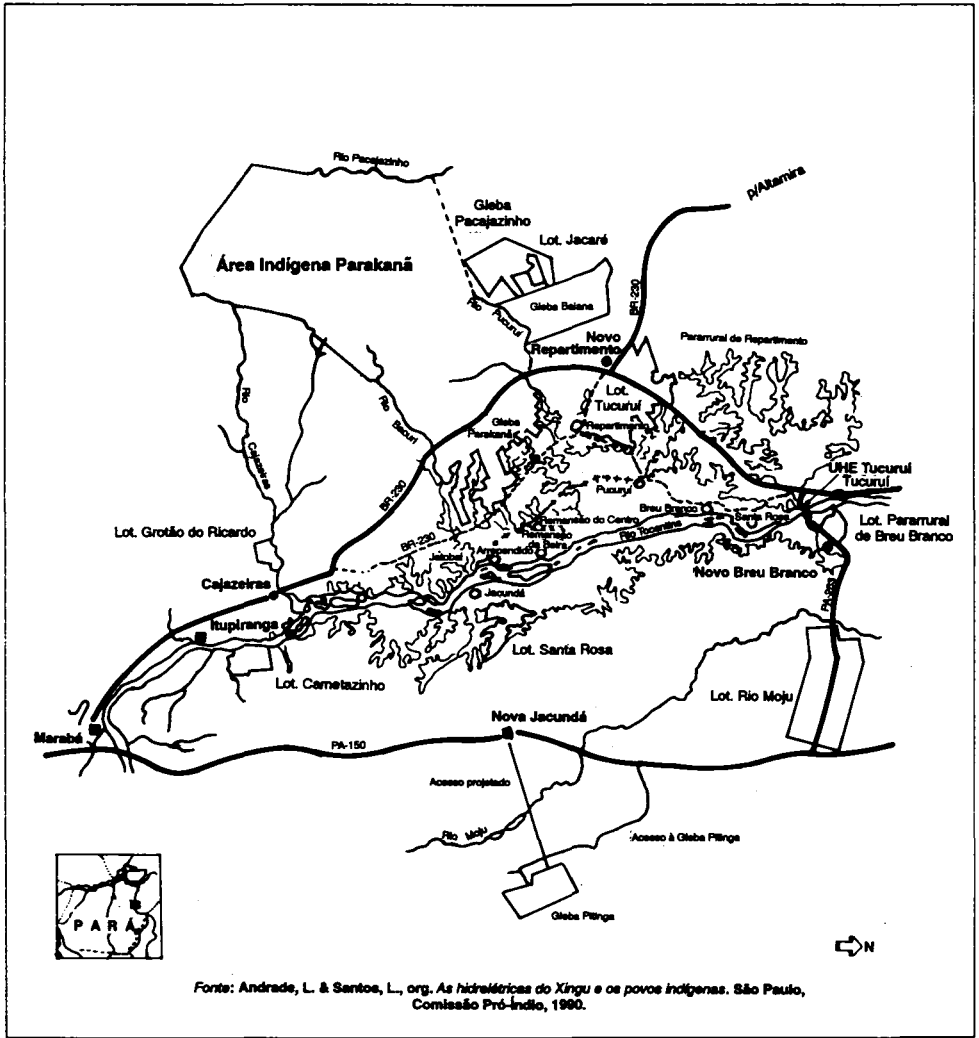 Rio Pacajazinho
p/Altamira
Gleba
Pacajazinho
Lot. Jacaré
Área Indígena Parakanã
Gleba Baiana
Rio
Pucuruí
BR-230
Novo
Repartimento
Pararrural de Repartimento
Lot.
Tucuruí
Repartimento
Rio
Bacuri
Gleba
Parakanã
Rio
Cajazeiras
BR-230
UHE Tucuruí
Tucuruí
Pucuruí
Breu Branco
Santa Rosa
Lot. Pararrural
de Breu Branco
Remansão do Centro
Remansão
da Beira
Rio Tocantins
Lot. Grotão do Ricardo
BR-230
Jatobal
Arrependido
Novo Breu Branco
Cajazeiras
Jacundá
PA-263
Itupiranga
Lot. Santa Rosa
Lot. Cametazinho
Lot. Rio Moju
Nova Jacundá
Marabá
PA-150
Acesso projetado
Rio Moju
Acesso à Gleba Pitinga
Gleba Pitinga
PARÁ
N
Fonte: Andrade, L. & Santos, L., org. As hidrelétricas do Xingu e os povos indígenas. São Paulo,
Comissão Pró-Índio, 1990.